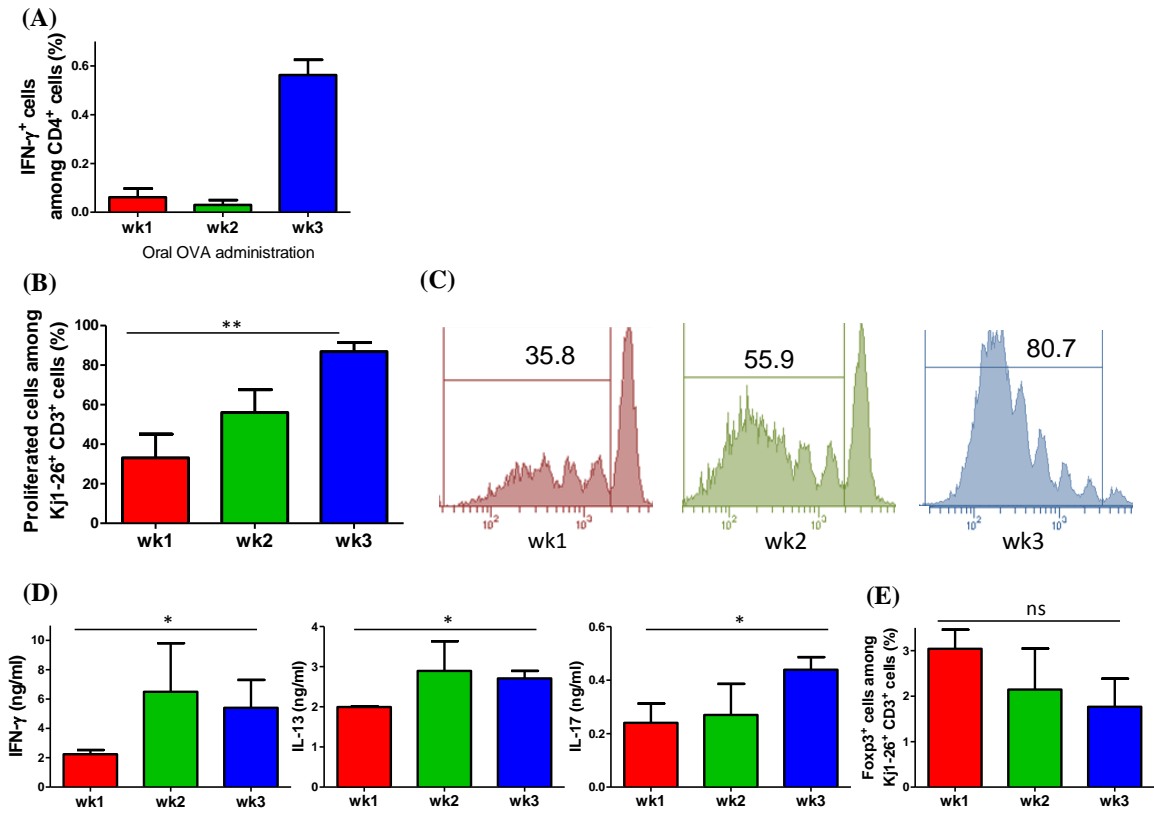 (A)
IFN-γ⁺ cells
among CD4⁺ cells (%)
0.6
0.2
0.0
wk1 wk2 wk3
Oral OVA administration
(B)
Proliferated cells among
Kj1-26⁺ CD3⁺ cells (%)
100
80
60
40
20
0
**
wk1 wk2 wk3
(C)
35.8
10² 10³
wk1
55.9
10² 10³
wk2
80.7
10² 10³
wk3
(D)
IFN-γ (ng/ml)
10
8
6
4
2
0
*
wk1 wk2 wk3
IL-13 (ng/ml)
4
2
0
*
wk1 wk2 wk3
IL-17 (ng/ml)
0.6
0.4
0.2
0.0
*
wk1 wk2 wk3
(E)
Foxp3⁺ cells among
Kj1-26⁺ CD3⁺ cells (%)
3
2
0
ns
wk1 wk2 wk3